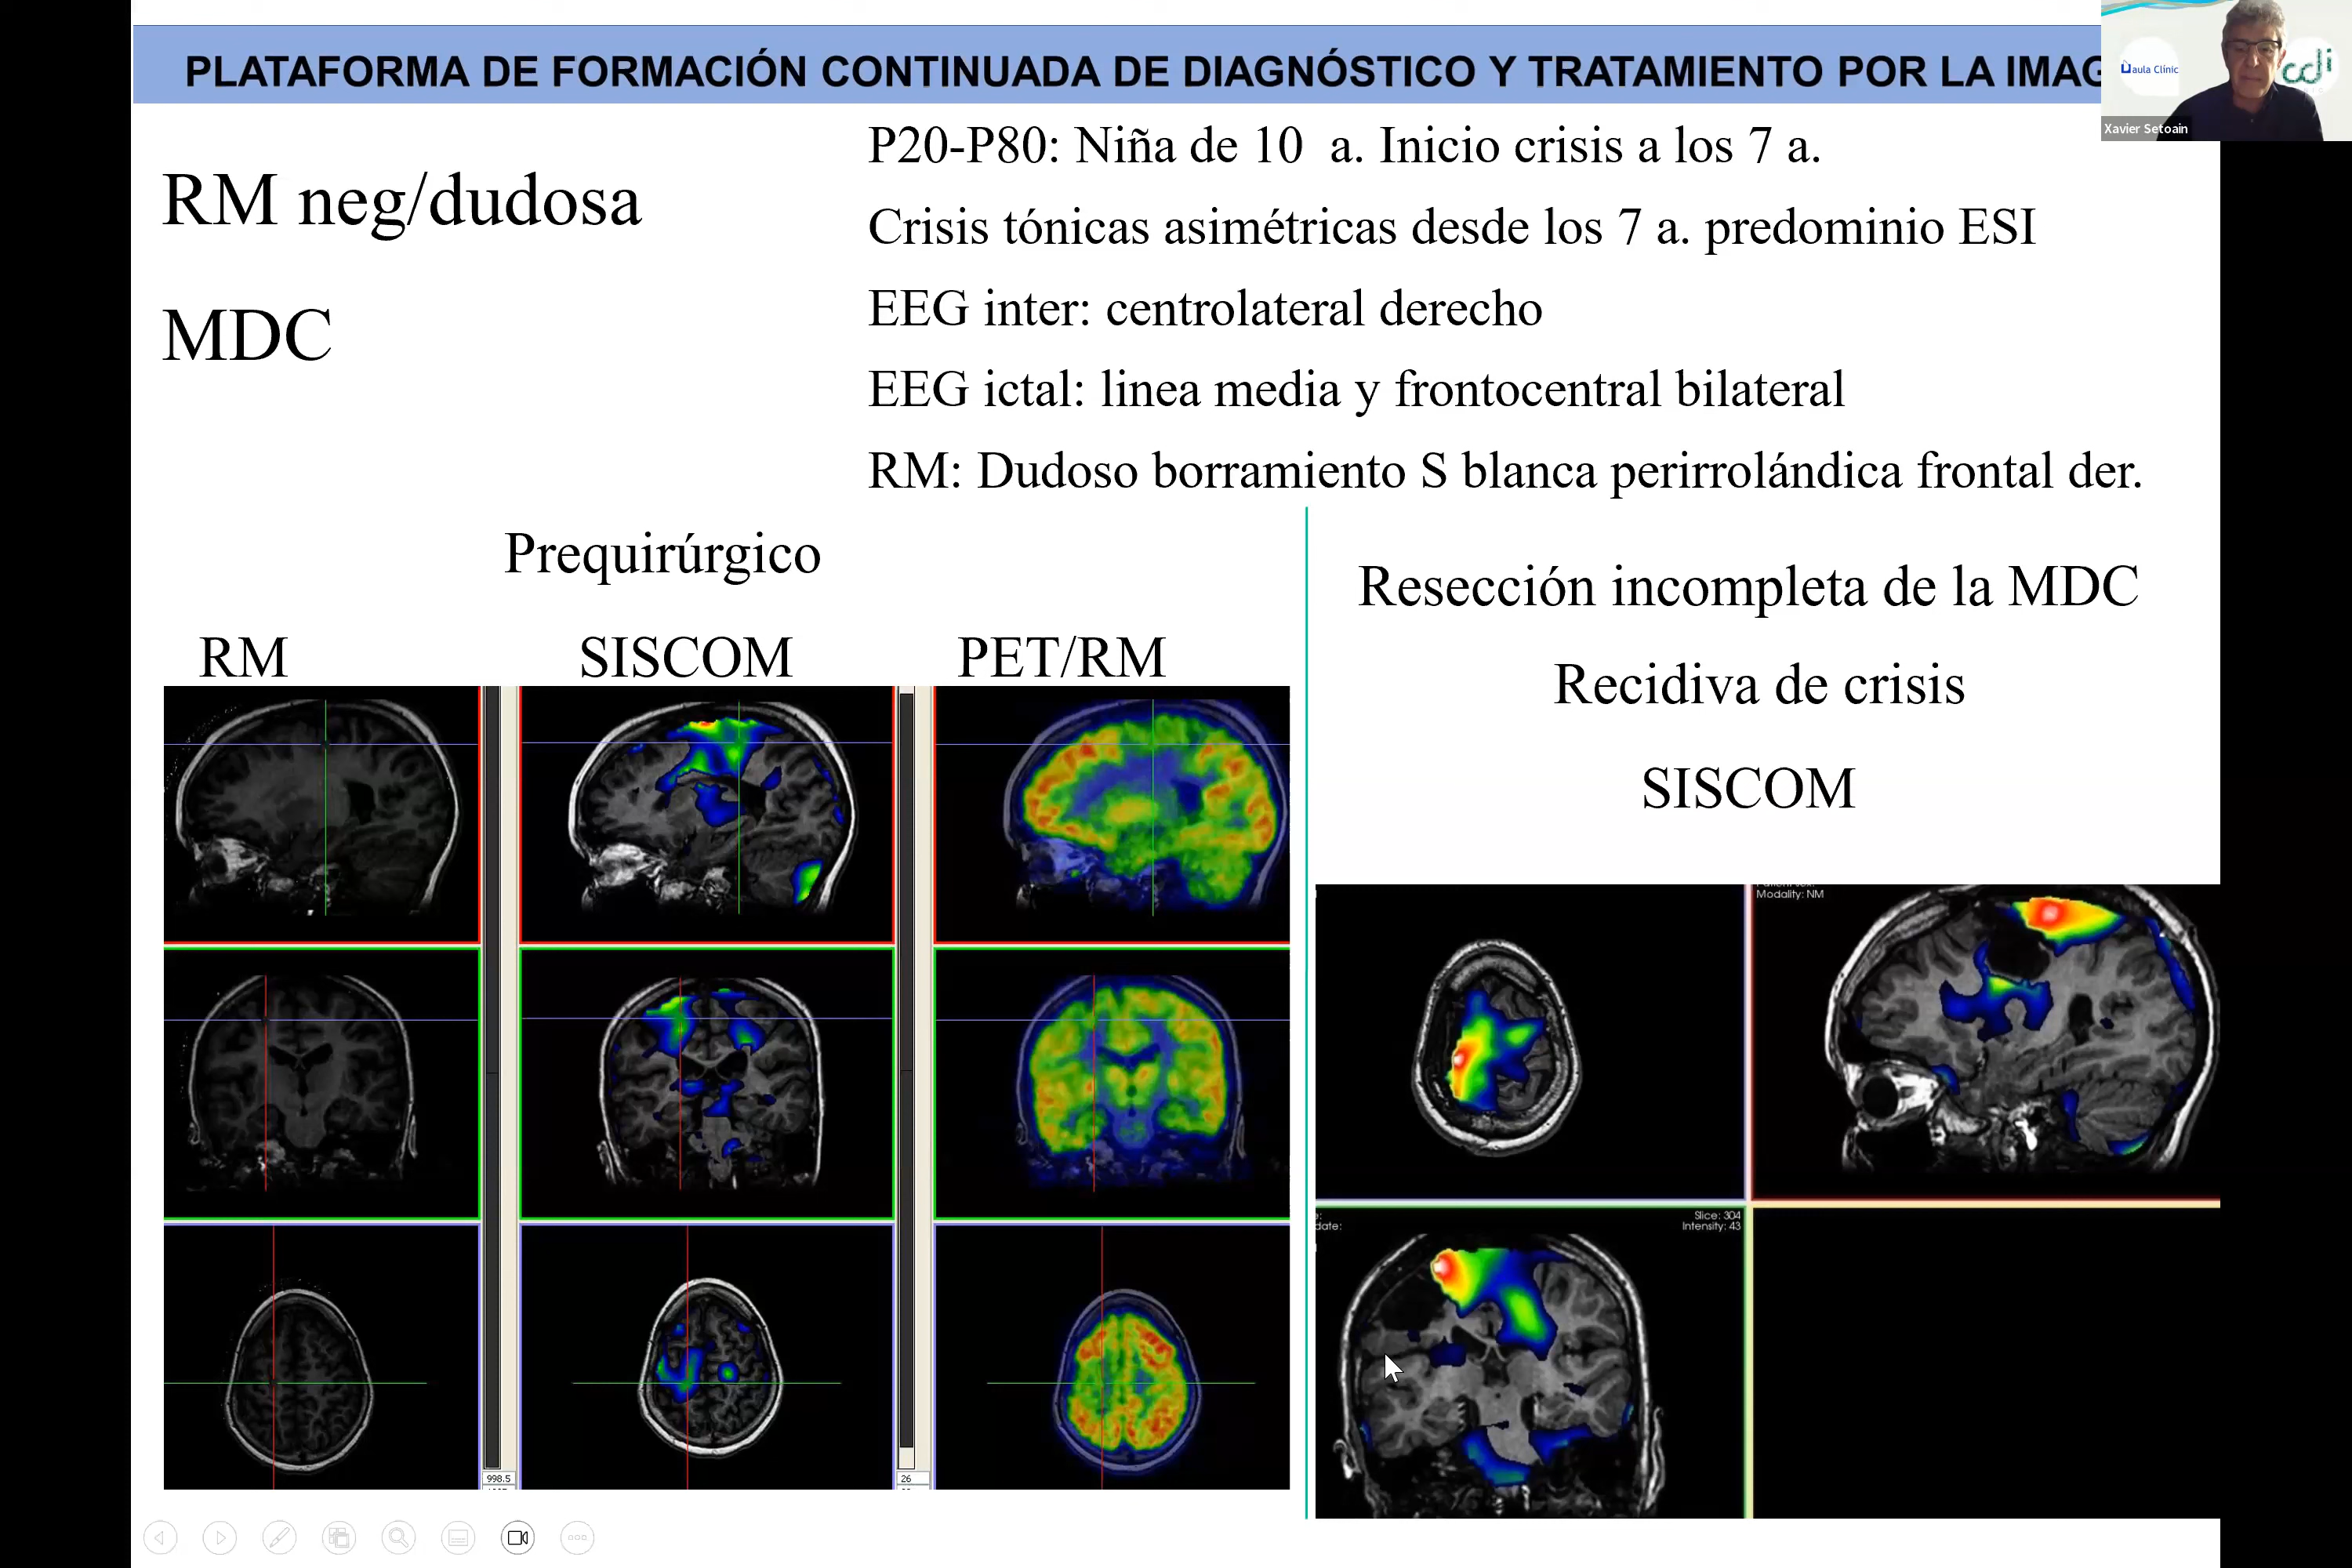 PLATAFORMA DE FORMACIÓN CONTINUADA DE DIAGNÓSTICO Y TRATAMIENTO POR LA IMAG
aula Clínic
cdi
Xavier Setoain
RM neg/dudosa
MDC
P20-P80: Niña de 10 a. Inicio crisis a los 7 a.
Crisis tónicas asimétricas desde los 7 a. predominio ESI
EEG inter: centrolateral derecho
EEG ictal: linea media y frontocentral bilateral
RM: Dudoso borramiento S blanca perirrolándica frontal der.
Prequirúrgico
RM
SISCOM
PET/RM
998.5
26
Resección incompleta de la MDC
Recidiva de crisis
SISCOM
Modality: NM
date:
Slice: 304
Intensity: 43